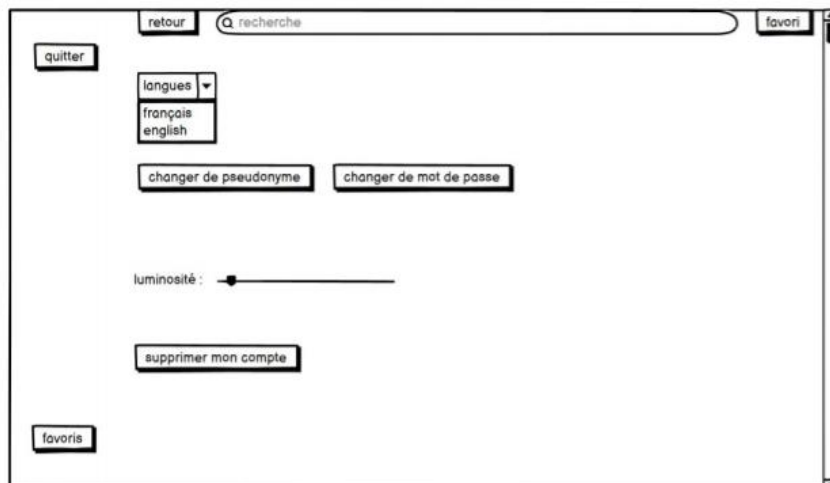 retour
recherche
favori
quitter
langues
français
english
changer de pseudonyme
changer de mot de passe
luminosité :
supprimer mon compte
favoris